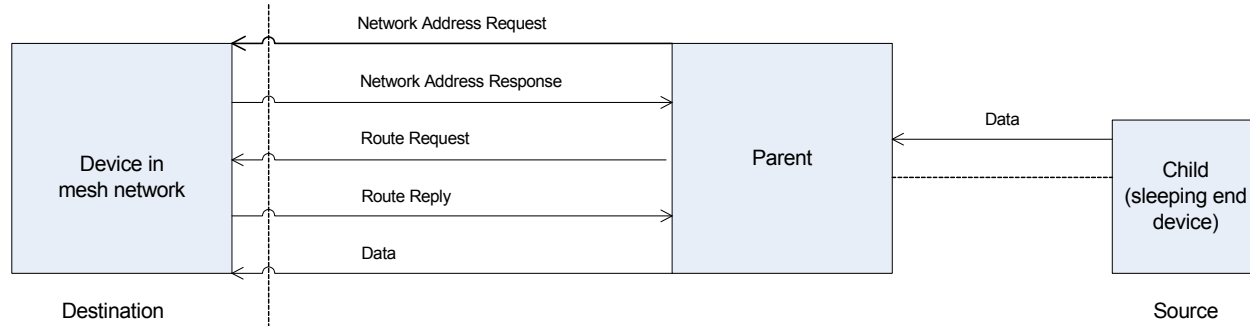 Network Address Request
Network Address Response
Route Request
Route Reply
Data
Device in
mesh network
Parent
Data
Child
(sleeping end
device)
Destination
Source